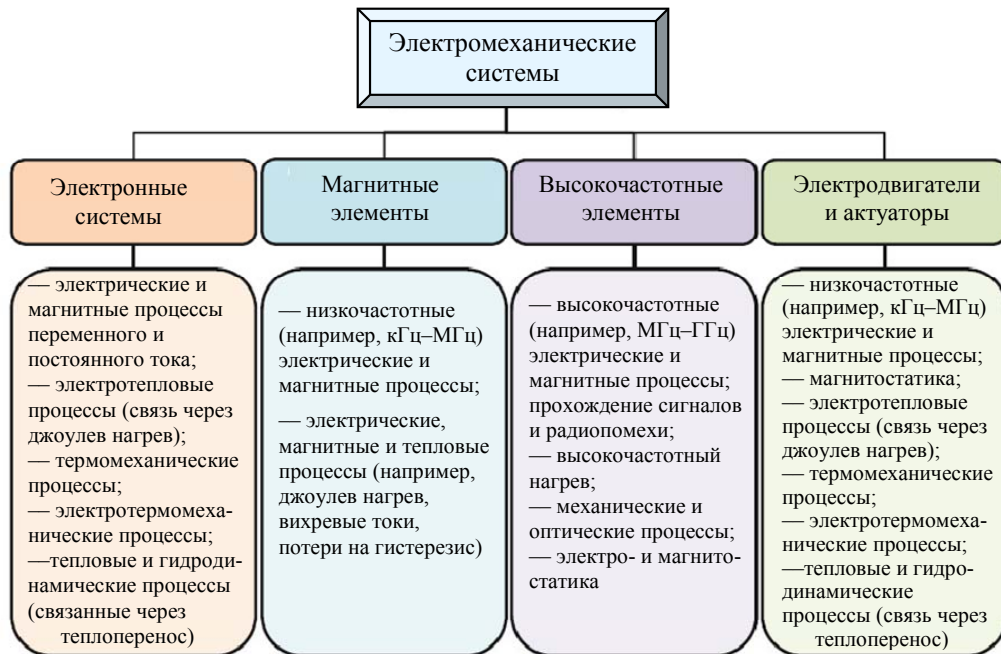 Электромеханические
системы
Электронные
системы
Магнитные
элементы
Высокочастотные
элементы
Электродвигатели
и актуаторы
— электрические и
магнитные процессы
переменного и
постоянного тока;
— электротепловые
процессы (связь через
джоулев нагрев);
— термомеханические
процессы;
— электротермомеха-
нические процессы;
—тепловые и гидроди-
намические процессы
(связанные через
теплоперенос)
— низкочастотные
(например, кГц–МГц)
электрические и
магнитные процессы;
— электрические,
магнитные и тепловые
процессы (например,
джоулев нагрев,
вихревые токи,
потери на гистерезис)
— высокочастотные
(например, МГц–ГГц)
электрические и
магнитные процессы;
прохождение сигналов
и радиопомехи;
— высокочастотный
нагрев;
— механические и
оптические процессы;
— электро- и магнито-
статика
— низкочастотные
(например, кГц–МГц)
электрические и
магнитные процессы;
— магнитостатика;
— электротепловые
процессы (связь через
джоулев нагрев);
— термомеханические
процессы;
— электротермомеха-
нические процессы;
—тепловые и гидро-
динамические
процессы (связь через
теплоперенос)